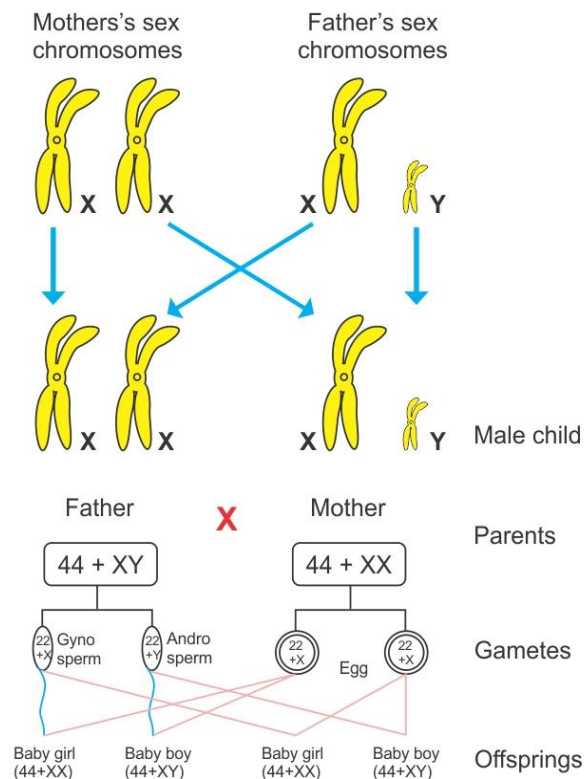 Mothers's sex
chromosomes
Father's sex
chromosomes
X
X
X
Y
X
X
X
Y
Male child
Father
X
Mother
Parents
44 + XY
44 + XX
22
+X
Gyno
sperm
22
+Y
Andro
sperm
22
+X
Egg
22
+X
Gametes
Baby girl
(44+XX)
Baby boy
(44+XY)
Baby girl
(44+XX)
Baby boy
(44+XY)
Offsprings